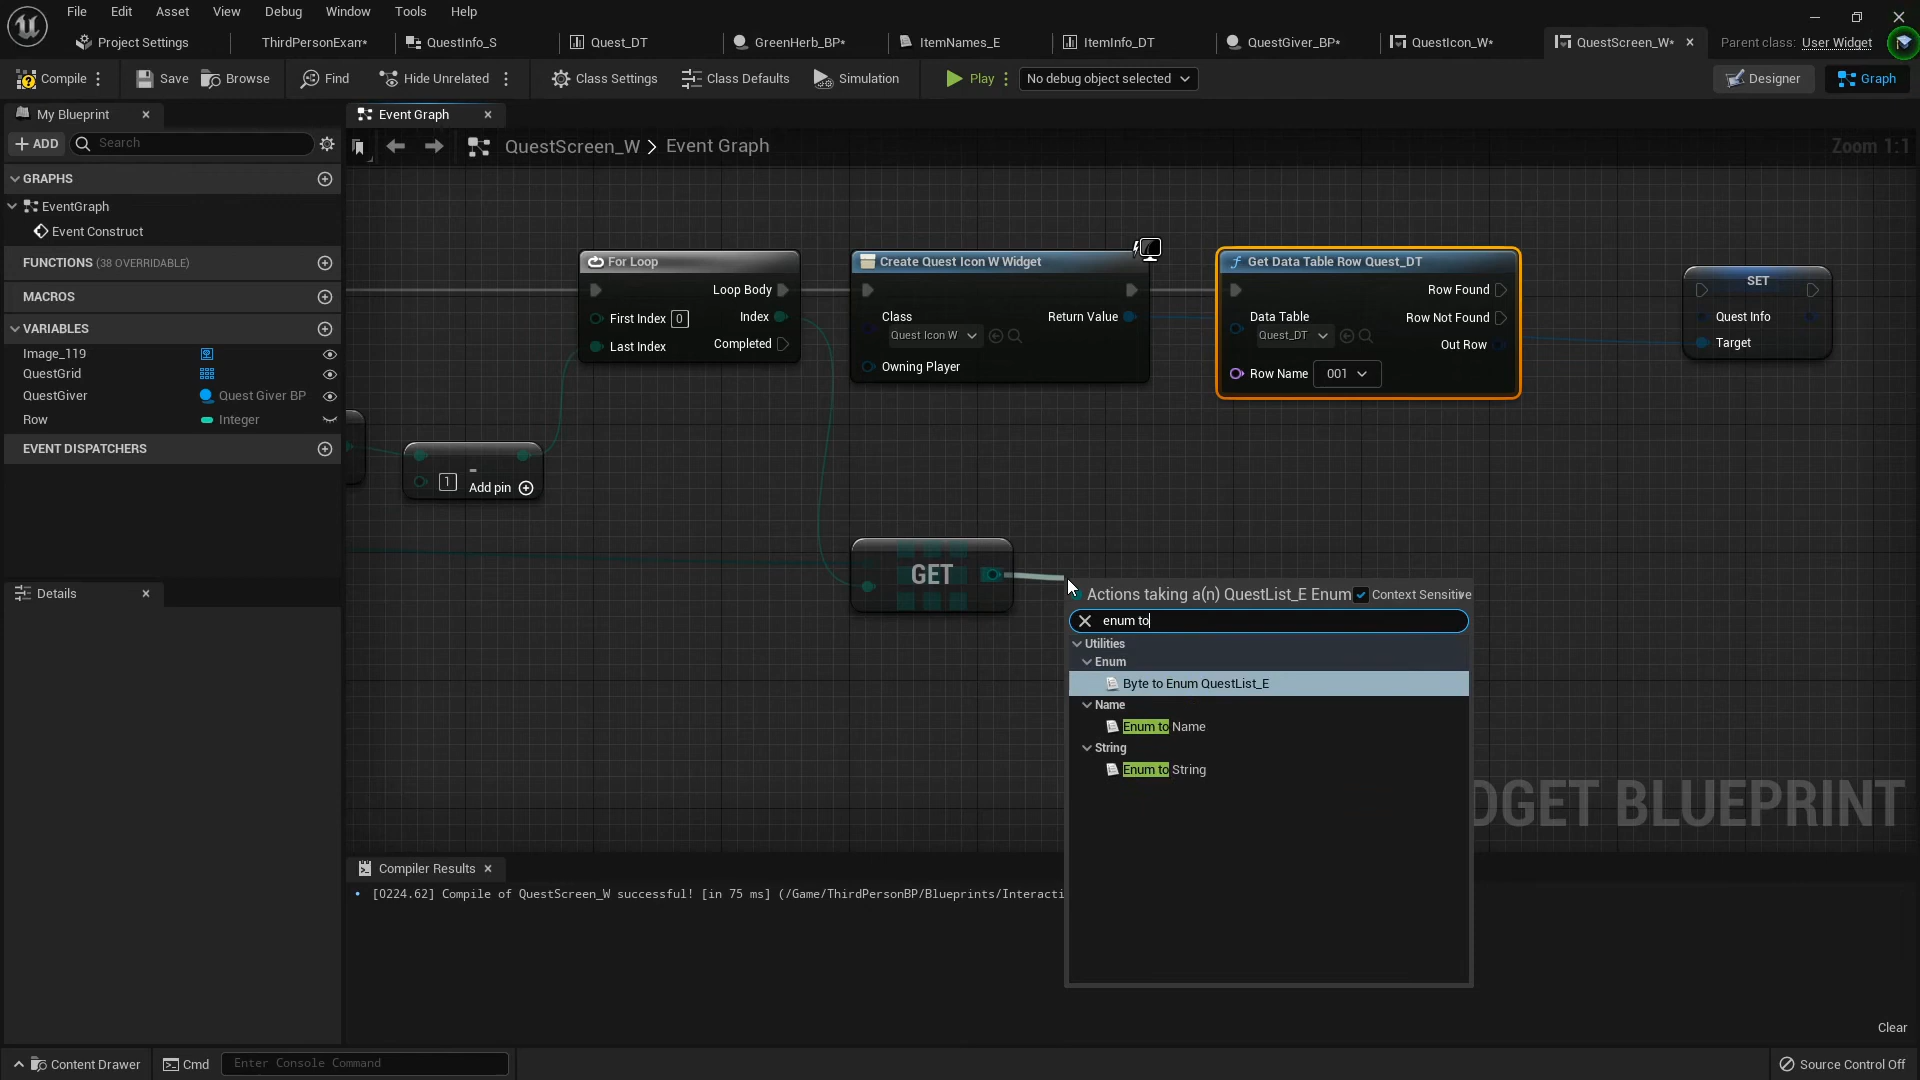 File Edit Asset View Debug Window Tools Help
Project Settings ThirdPersonExam* QuestInfo_S Quest_DT GreenHerb_BP* ItemNames_E ItemInfo_DT QuestGiver_BP* QuestIcon_W* QuestScreen_W* Parent class: User Widget
Compile Save Browse Find Hide Unrelated Class Settings Class Defaults Simulation Play No debug object selected Designer Graph
My Blueprint Event Graph
ADD Search QuestScreen_W > Event Graph Zoom 1:1
GRAPHS
EventGraph
Event Construct
FUNCTIONS (38 OVERRIDABLE)
MACROS
VARIABLES
Image_119
QuestGrid
QuestGiver Quest Giver BP
Row Integer
EVENT DISPATCHERS
Details
For Loop
Loop Body
First Index 0 Index
Last Index Completed
Create Quest Icon W Widget
Class Return Value
Quest Icon W
Owning Player
Get Data Table Row Quest_DT
Row Found
Data Table Row Not Found
Quest_DT
Out Row
Row Name 001
SET
Quest Info
Target
-
1 Add pin
GET
Actions taking a(n) QuestList_E Enum Context Sensitive
enum to
Utilities
Enum
Byte to Enum QuestList_E
Name
Enum to Name
String
Enum to String
DGET BLUEPRINT
Compiler Results
[0224.62] Compile of QuestScreen_W successful! [in 75 ms] (/Game/ThirdPersonBP/Blueprints/Interacti
Clear
Content Drawer Cmd Enter Console Command Source Control Off